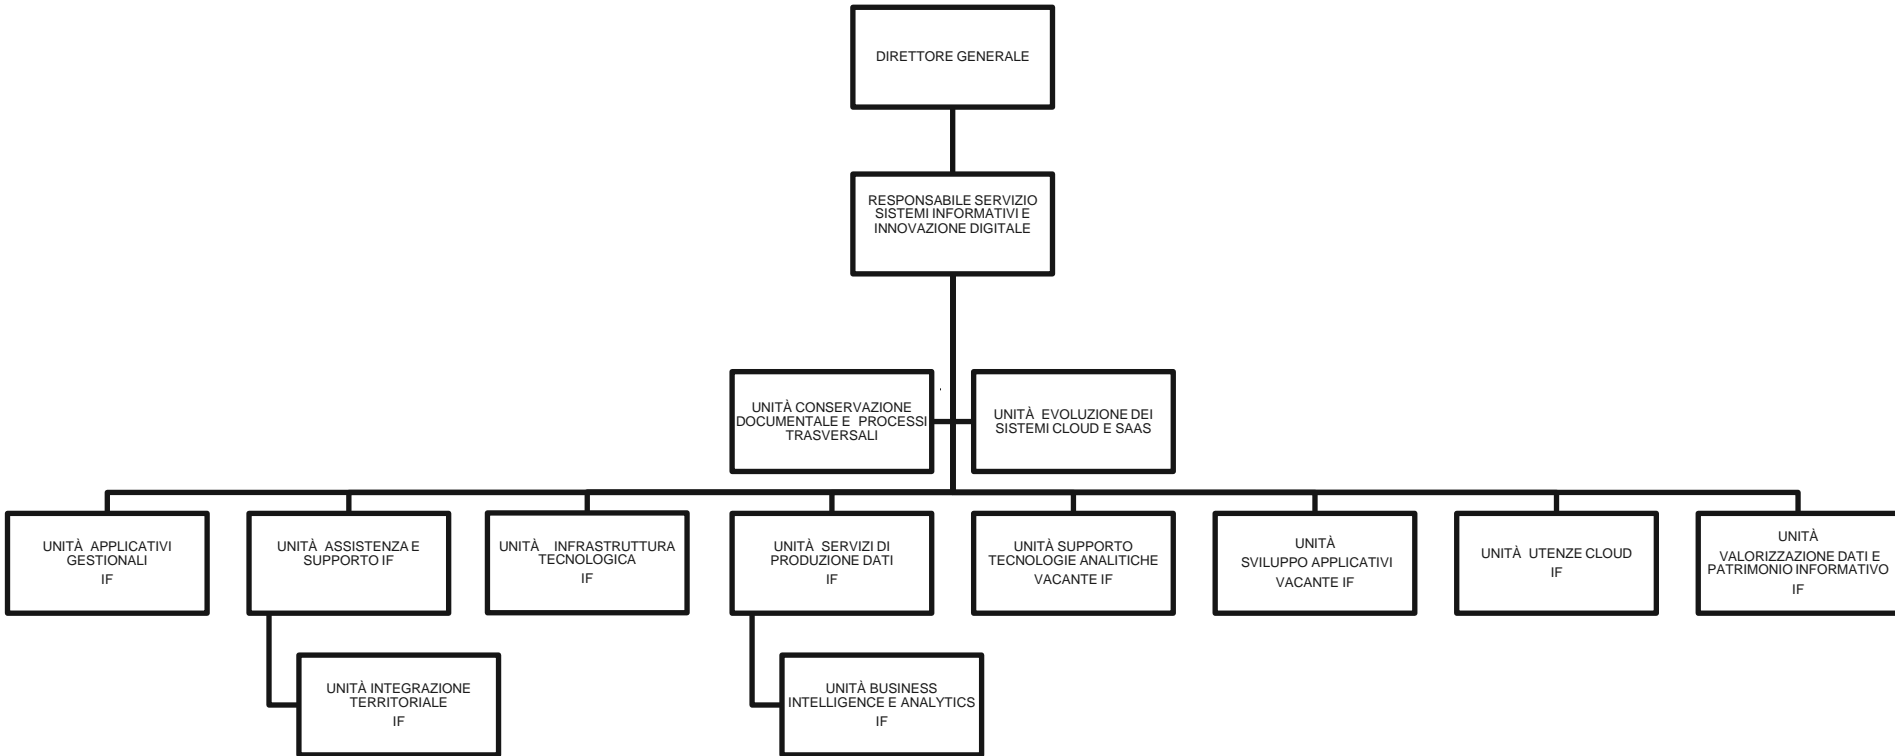 DIRETTORE GENERALE
RESPONSABILE SERVIZIO
SISTEMI INFORMATIVI E
INNOVAZIONE DIGITALE
UNITÀ CONSERVAZIONE
DOCUMENTALE E PROCESSI
TRASVERSALI
UNITÀ EVOLUZIONE DEI
SISTEMI CLOUD E SAAS
UNITÀ APPLICATIVI
GESTIONALI
IF
UNITÀ ASSISTENZA E
SUPPORTO IF
UNITÀ INFRASTRUTTURA
TECNOLOGICA
IF
UNITÀ SERVIZI DI
PRODUZIONE DATI
IF
UNITÀ SUPPORTO
TECNOLOGIE ANALITICHE
VACANTE IF
UNITÀ
SVILUPPO APPLICATIVI
VACANTE IF
UNITÀ UTENZE CLOUD
IF
UNITÀ
VALORIZZAZIONE DATI E
PATRIMONIO INFORMATIVO
IF
UNITÀ INTEGRAZIONE
TERRITORIALE
IF
UNITÀ BUSINESS
INTELLIGENCE E ANALYTICS
IF